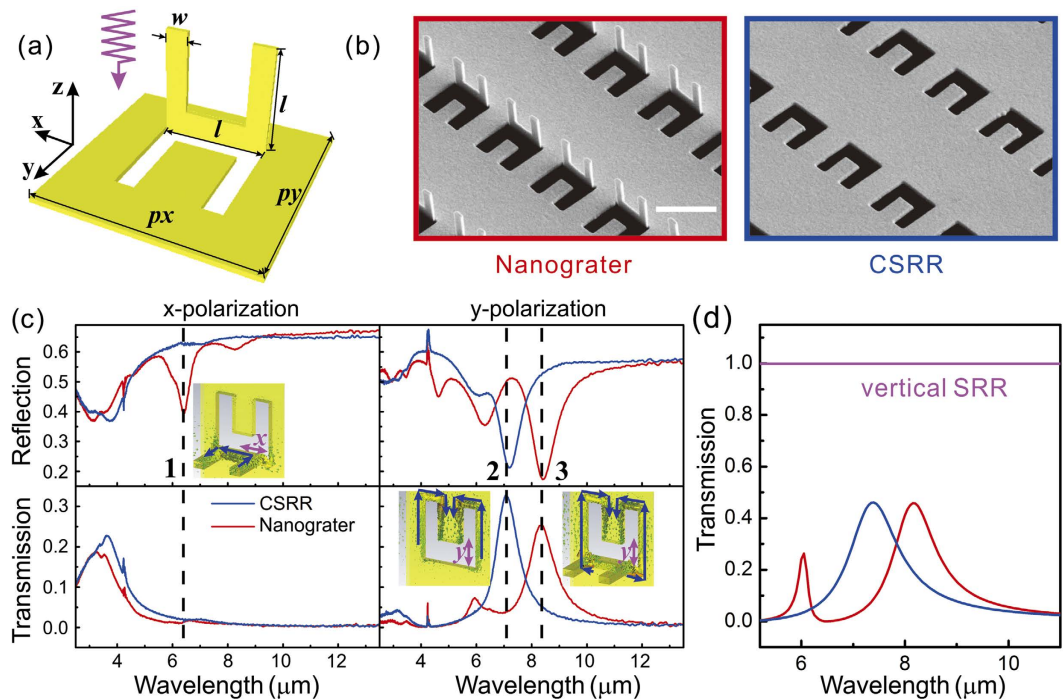 (a)
w
z
x
y
l
l
px
py
(b)
Nanograter
CSRR
(c)
x-polarization
y-polarization
Reflection
0.6
0.5
0.4
0.3
0.2
x
1
2
3
Transmission
0.3
0.2
0.1
0.0
CSRR
Nanograter
y
y
4 6 8 10 12
4 6 8 10 12
Wavelength (μm)
Wavelength (μm)
(d)
Transmission
1.0
0.8
0.6
0.4
0.2
0.0
vertical SRR
6 8 10
Wavelength (μm)